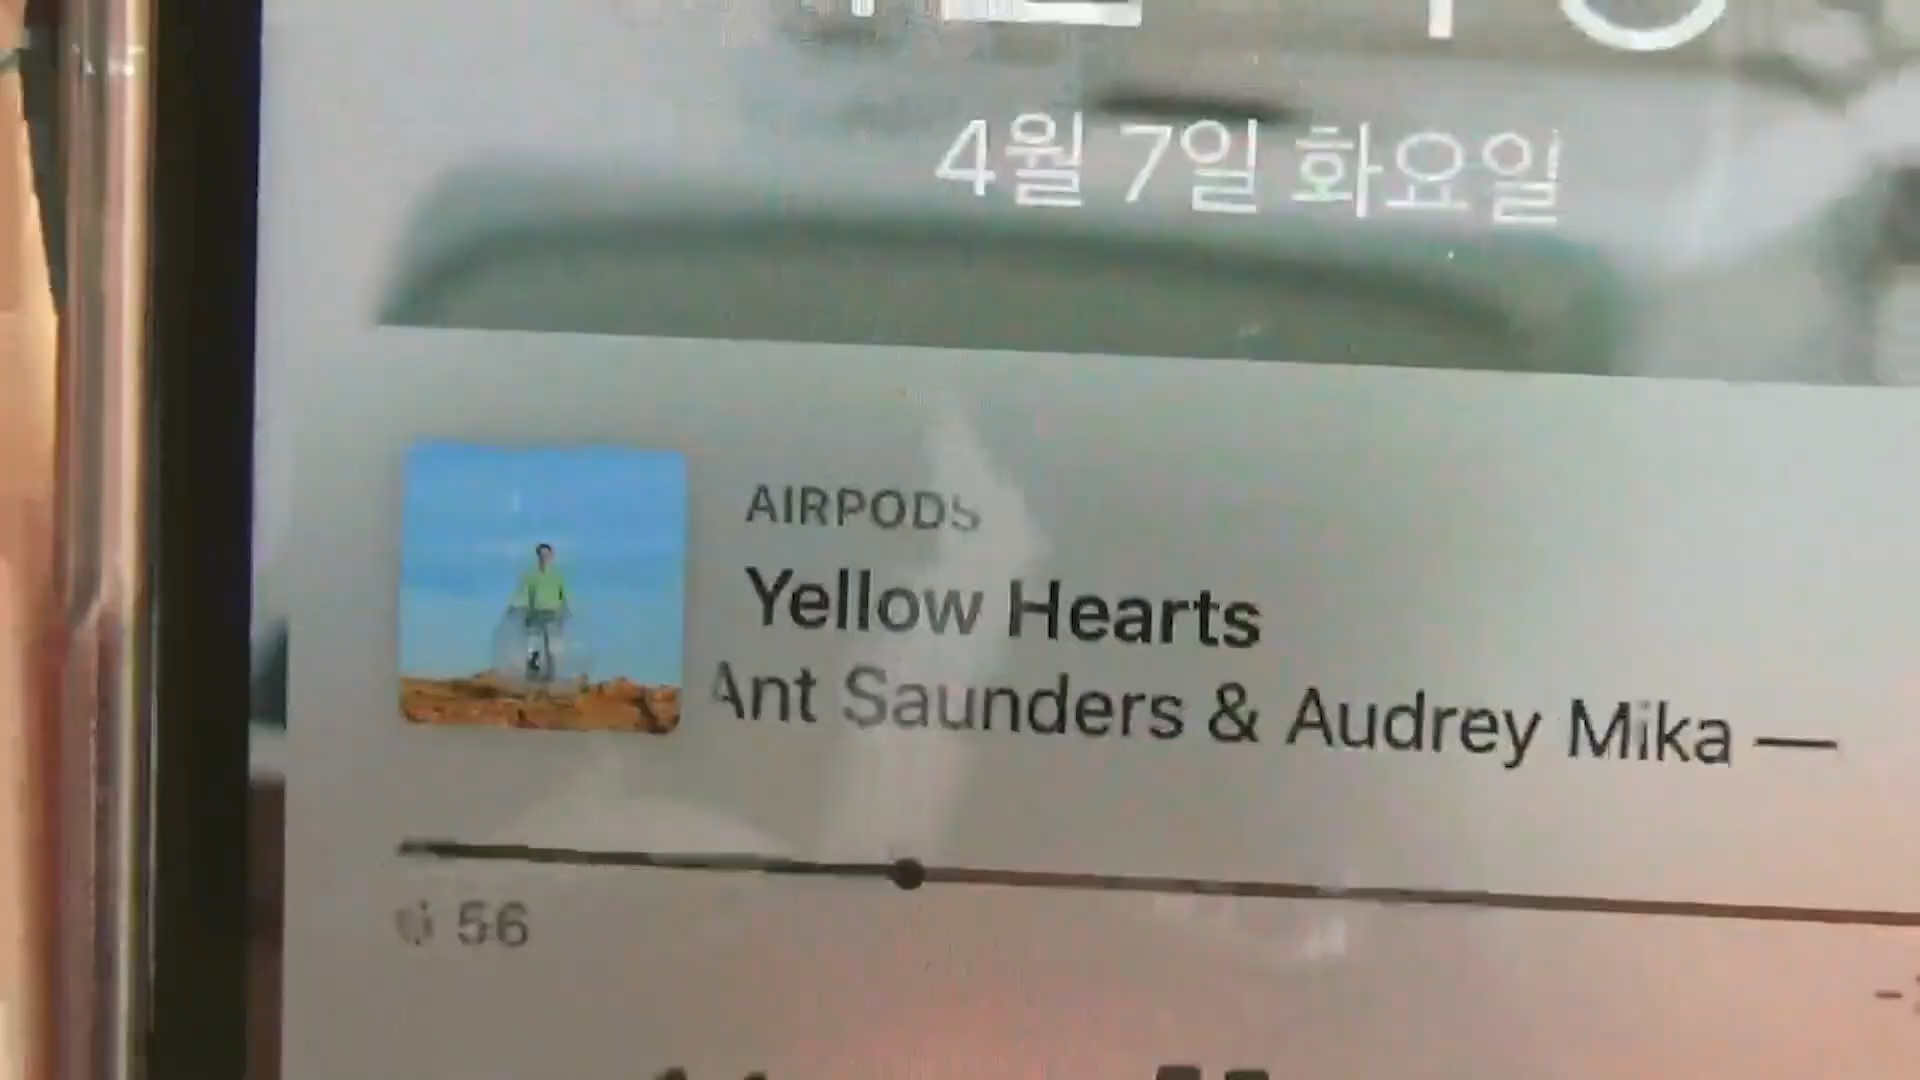 4월 7일 화요일
AIRPODS
Yellow Hearts
Ant Saunders & Audrey Mika —
56